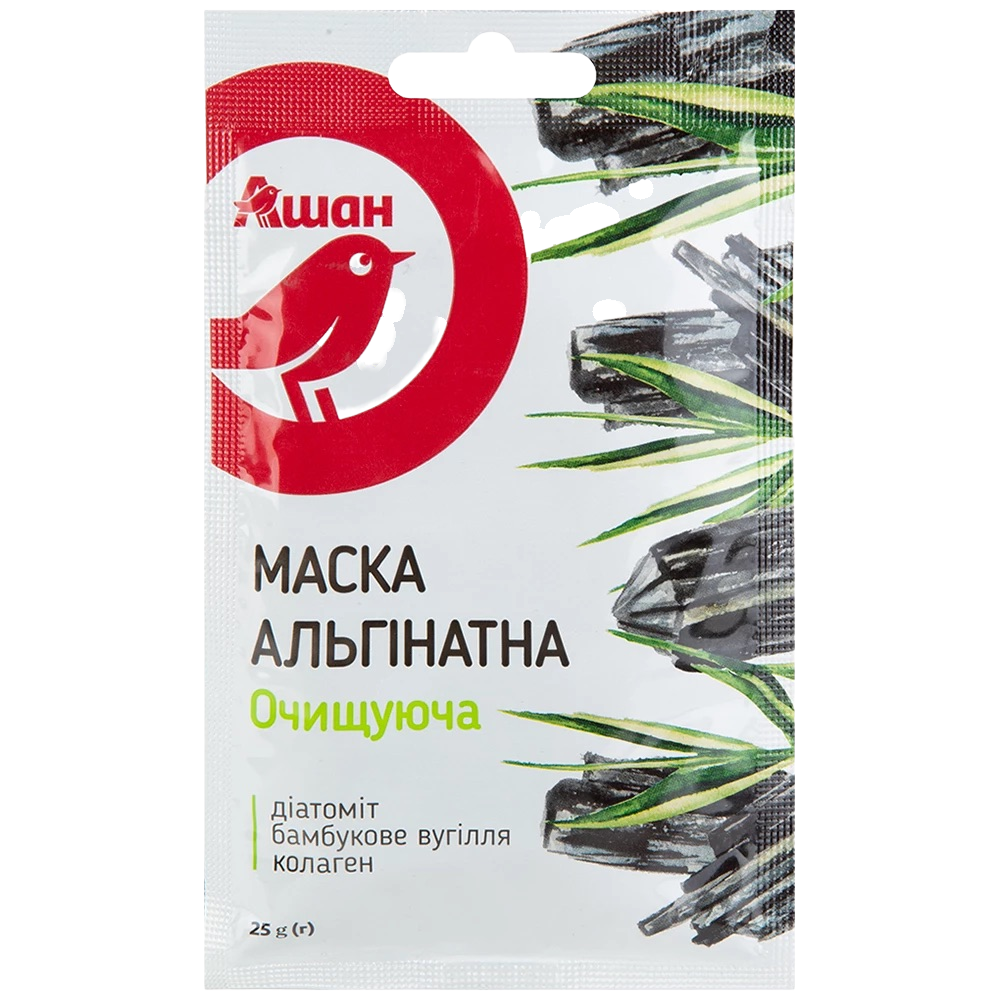 Ашан
МАСКА
АЛЬГІНАТНА
Очищуюча
діатоміт
бамбукове вугілля
колаген
25 g (г)